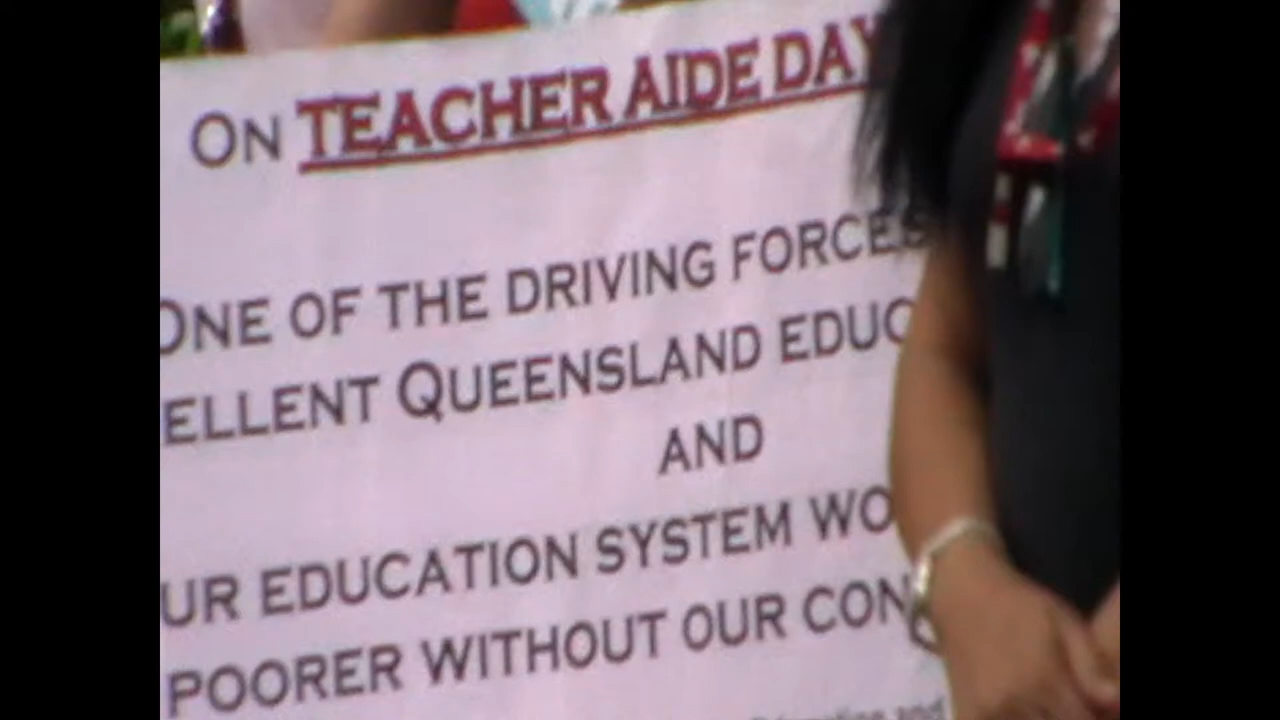 ON TEACHER AIDE DAY
ONE OF THE DRIVING FORCES
ELLENT QUEENSLAND EDUC
AND
UR EDUCATION SYSTEM WO
POORER WITHOUT OUR CON
and